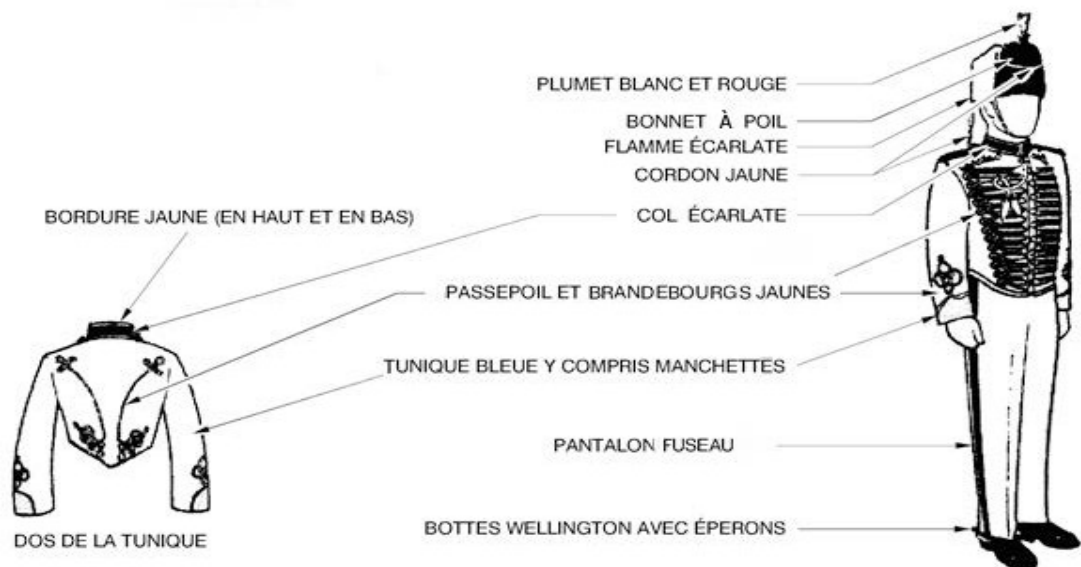 PLUMET BLANC ET ROUGE
BONNET À POIL
FLAMME ÉCARLATE
CORDON JAUNE
COL ÉCARLATE
BORDURE JAUNE (EN HAUT ET EN BAS)
PASSEPOIL ET BRANDEBOURGS JAUNES
TUNIQUE BLEUE Y COMPRIS MANCHETTES
PANTALON FUSEAU
BOTTES WELLINGTON AVEC ÉPERONS
DOS DE LA TUNIQUE